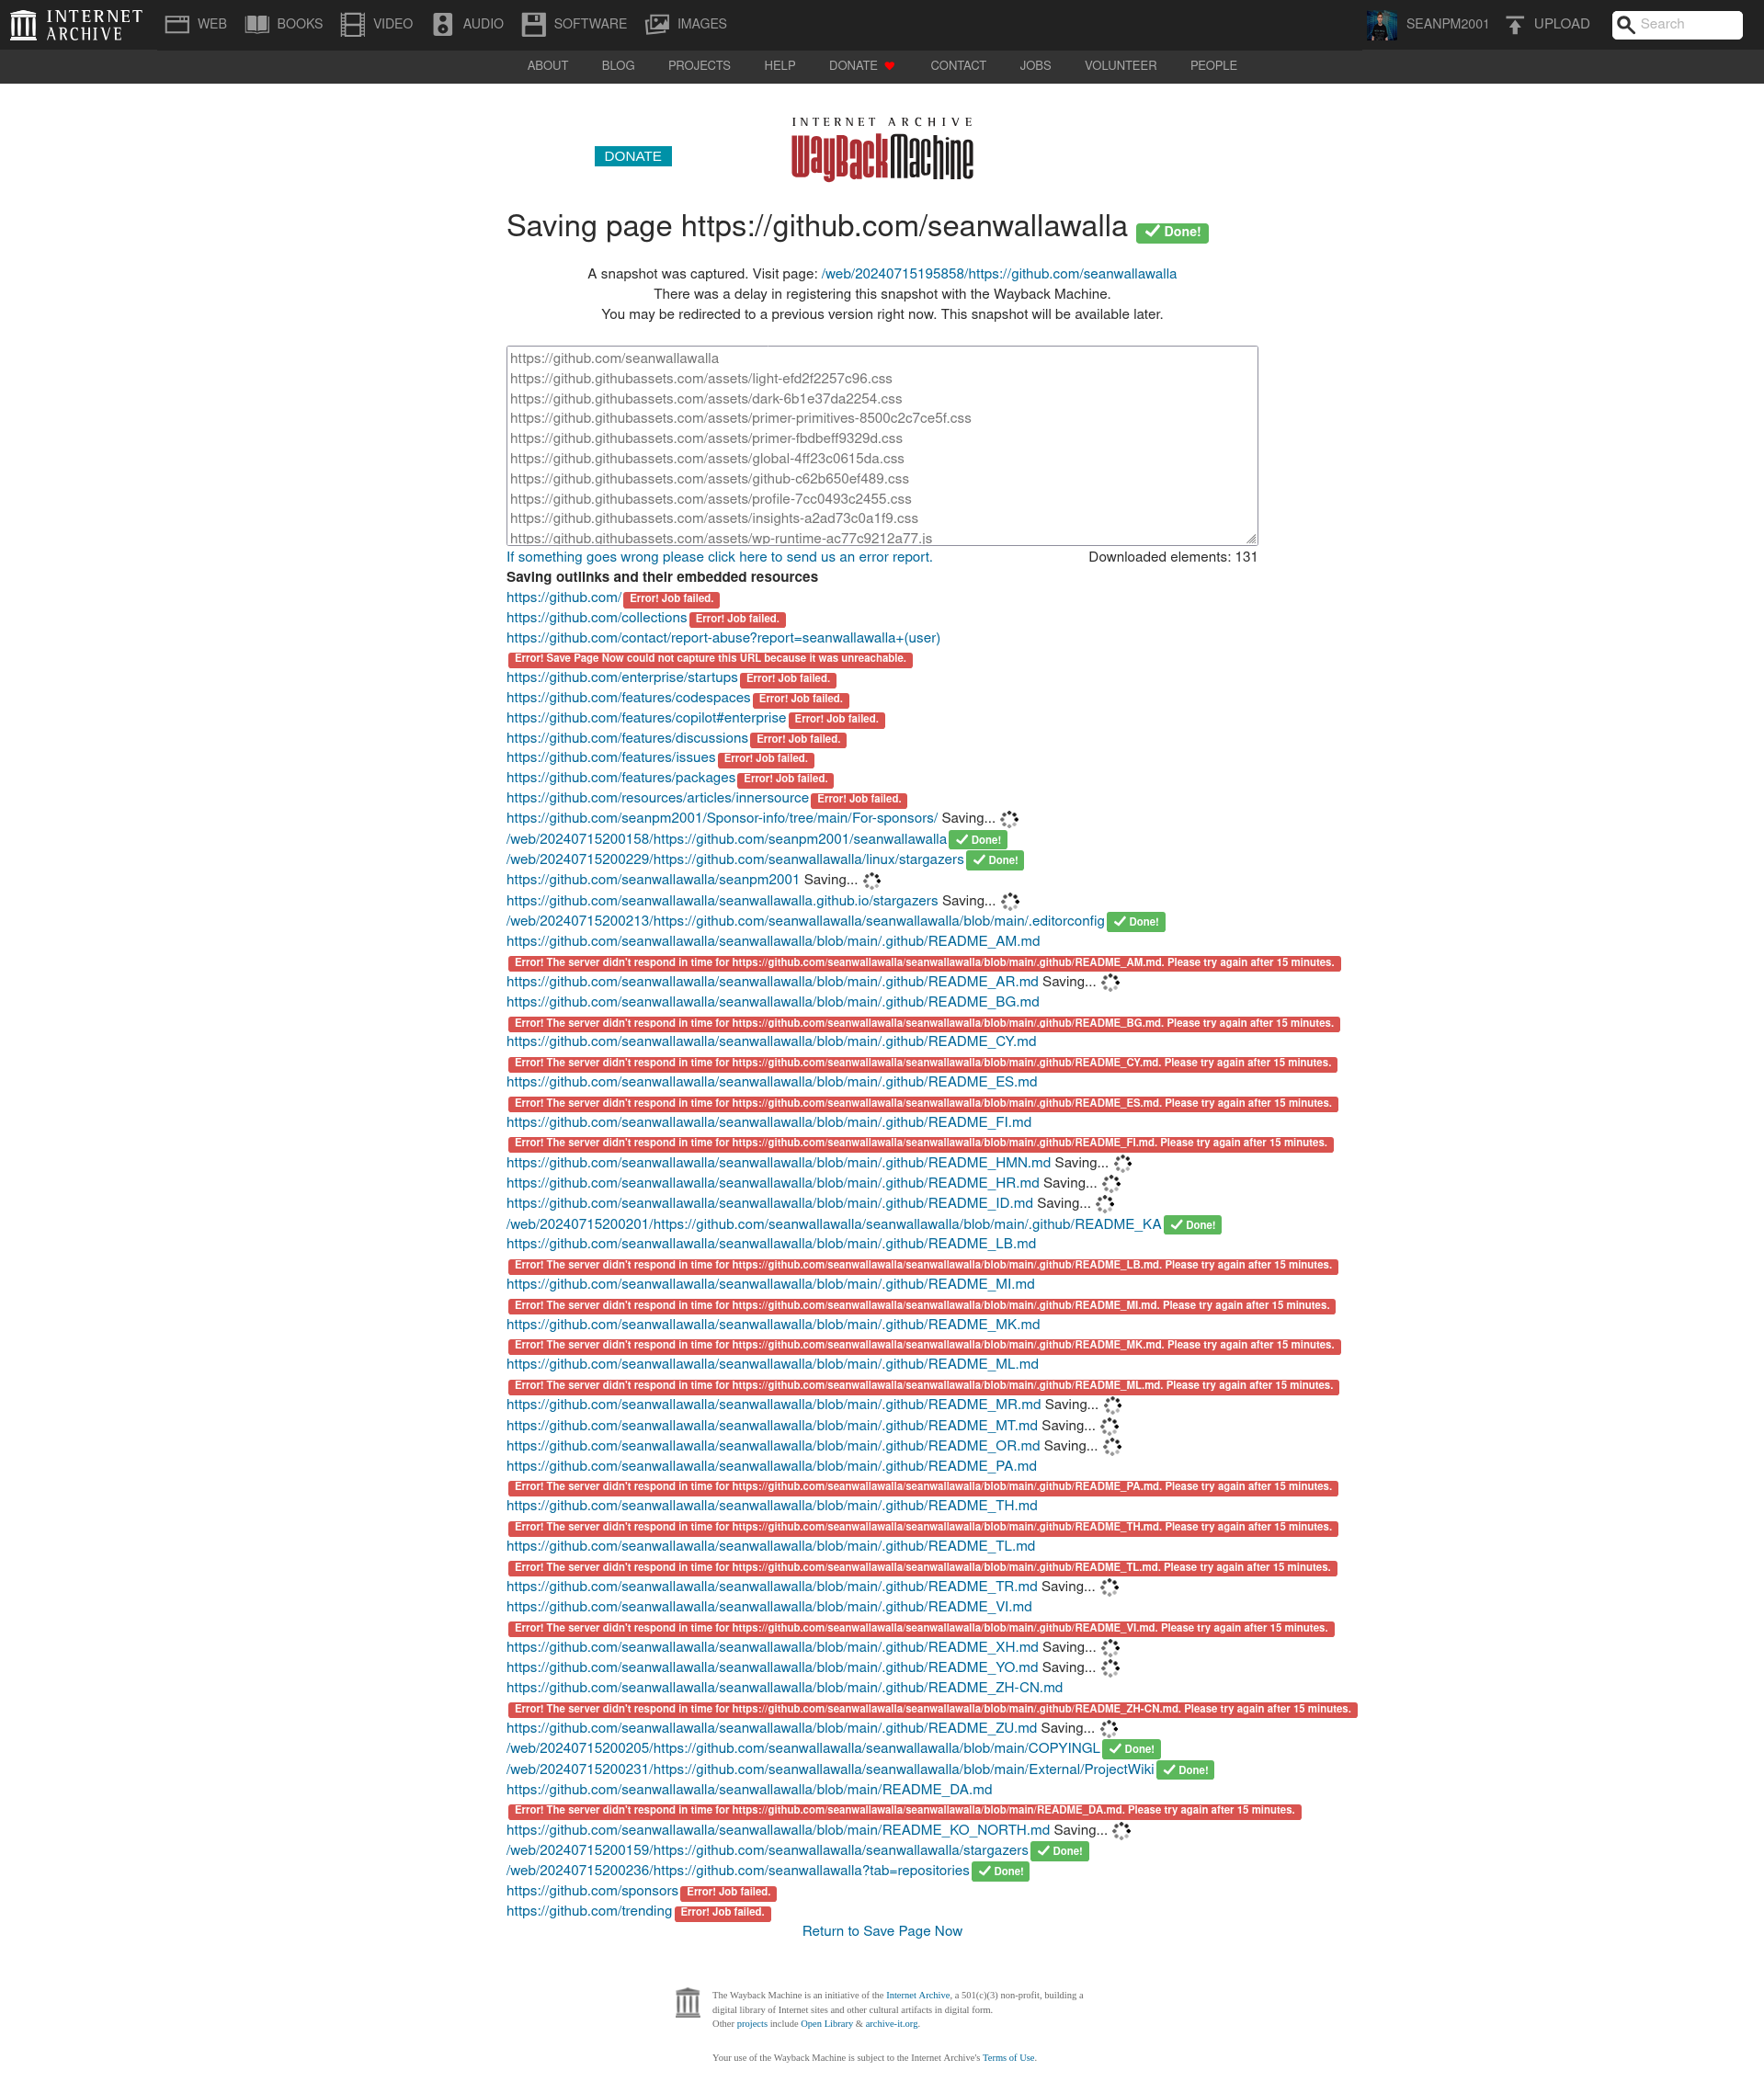 INTERNET ARCHIVE WEB BOOKS VIDEO AUDIO SOFTWARE IMAGES SEANPM2001 UPLOAD Search
ABOUT BLOG PROJECTS HELP DONATE CONTACT JOBS VOLUNTEER PEOPLE
INTERNET ARCHIVE
WayBackMachine
DONATE
Saving page https://github.com/seanwallawalla Done!
A snapshot was captured. Visit page: /web/20240715195858/https://github.com/seanwallawalla
There was a delay in registering this snapshot with the Wayback Machine.
You may be redirected to a previous version right now. This snapshot will be available later.
https://github.com/seanwallawalla
https://github.githubassets.com/assets/light-efd2f2257c96.css
https://github.githubassets.com/assets/dark-6b1e37da2254.css
https://github.githubassets.com/assets/primer-primitives-8500c2c7ce5f.css
https://github.githubassets.com/assets/primer-fbdbeff9329d.css
https://github.githubassets.com/assets/global-4ff23c0615da.css
https://github.githubassets.com/assets/github-c62b650ef489.css
https://github.githubassets.com/assets/profile-7cc0493c2455.css
https://github.githubassets.com/assets/insights-a2ad73c0a1f9.css
https://github.githubassets.com/assets/wp-runtime-ac77c9212a77.js
If something goes wrong please click here to send us an error report. Downloaded elements: 131
Saving outlinks and their embedded resources
https://github.com/ Error! Job failed.
https://github.com/collections Error! Job failed.
https://github.com/contact/report-abuse?report=seanwallawalla+(user)
Error! Save Page Now could not capture this URL because it was unreachable.
https://github.com/enterprise/startups Error! Job failed.
https://github.com/features/codespaces Error! Job failed.
https://github.com/features/copilot#enterprise Error! Job failed.
https://github.com/features/discussions Error! Job failed.
https://github.com/features/issues Error! Job failed.
https://github.com/features/packages Error! Job failed.
https://github.com/resources/articles/innersource Error! Job failed.
https://github.com/seanpm2001/Sponsor-info/tree/main/For-sponsors/ Saving...
/web/20240715200158/https://github.com/seanpm2001/seanwallawalla Done!
/web/20240715200229/https://github.com/seanwallawalla/linux/stargazers Done!
https://github.com/seanwallawalla/seanpm2001 Saving...
https://github.com/seanwallawalla/seanwallawalla.github.io/stargazers Saving...
/web/20240715200213/https://github.com/seanwallawalla/seanwallawalla/blob/main/.editorconfig Done!
https://github.com/seanwallawalla/seanwallawalla/blob/main/.github/README_AM.md
Error! The server didn't respond in time for https://github.com/seanwallawalla/seanwallawalla/blob/main/.github/README_AM.md. Please try again after 15 minutes.
https://github.com/seanwallawalla/seanwallawalla/blob/main/.github/README_AR.md Saving...
https://github.com/seanwallawalla/seanwallawalla/blob/main/.github/README_BG.md
Error! The server didn't respond in time for https://github.com/seanwallawalla/seanwallawalla/blob/main/.github/README_BG.md. Please try again after 15 minutes.
https://github.com/seanwallawalla/seanwallawalla/blob/main/.github/README_CY.md
Error! The server didn't respond in time for https://github.com/seanwallawalla/seanwallawalla/blob/main/.github/README_CY.md. Please try again after 15 minutes.
https://github.com/seanwallawalla/seanwallawalla/blob/main/.github/README_ES.md
Error! The server didn't respond in time for https://github.com/seanwallawalla/seanwallawalla/blob/main/.github/README_ES.md. Please try again after 15 minutes.
https://github.com/seanwallawalla/seanwallawalla/blob/main/.github/README_FI.md
Error! The server didn't respond in time for https://github.com/seanwallawalla/seanwallawalla/blob/main/.github/README_FI.md. Please try again after 15 minutes.
https://github.com/seanwallawalla/seanwallawalla/blob/main/.github/README_HMN.md Saving...
https://github.com/seanwallawalla/seanwallawalla/blob/main/.github/README_HR.md Saving...
https://github.com/seanwallawalla/seanwallawalla/blob/main/.github/README_ID.md Saving...
/web/20240715200201/https://github.com/seanwallawalla/seanwallawalla/blob/main/.github/README_KA Done!
https://github.com/seanwallawalla/seanwallawalla/blob/main/.github/README_LB.md
Error! The server didn't respond in time for https://github.com/seanwallawalla/seanwallawalla/blob/main/.github/README_LB.md. Please try again after 15 minutes.
https://github.com/seanwallawalla/seanwallawalla/blob/main/.github/README_MI.md
Error! The server didn't respond in time for https://github.com/seanwallawalla/seanwallawalla/blob/main/.github/README_MI.md. Please try again after 15 minutes.
https://github.com/seanwallawalla/seanwallawalla/blob/main/.github/README_MK.md
Error! The server didn't respond in time for https://github.com/seanwallawalla/seanwallawalla/blob/main/.github/README_MK.md. Please try again after 15 minutes.
https://github.com/seanwallawalla/seanwallawalla/blob/main/.github/README_ML.md
Error! The server didn't respond in time for https://github.com/seanwallawalla/seanwallawalla/blob/main/.github/README_ML.md. Please try again after 15 minutes.
https://github.com/seanwallawalla/seanwallawalla/blob/main/.github/README_MR.md Saving...
https://github.com/seanwallawalla/seanwallawalla/blob/main/.github/README_MT.md Saving...
https://github.com/seanwallawalla/seanwallawalla/blob/main/.github/README_OR.md Saving...
https://github.com/seanwallawalla/seanwallawalla/blob/main/.github/README_PA.md
Error! The server didn't respond in time for https://github.com/seanwallawalla/seanwallawalla/blob/main/.github/README_PA.md. Please try again after 15 minutes.
https://github.com/seanwallawalla/seanwallawalla/blob/main/.github/README_TH.md
Error! The server didn't respond in time for https://github.com/seanwallawalla/seanwallawalla/blob/main/.github/README_TH.md. Please try again after 15 minutes.
https://github.com/seanwallawalla/seanwallawalla/blob/main/.github/README_TL.md
Error! The server didn't respond in time for https://github.com/seanwallawalla/seanwallawalla/blob/main/.github/README_TL.md. Please try again after 15 minutes.
https://github.com/seanwallawalla/seanwallawalla/blob/main/.github/README_TR.md Saving...
https://github.com/seanwallawalla/seanwallawalla/blob/main/.github/README_VI.md
Error! The server didn't respond in time for https://github.com/seanwallawalla/seanwallawalla/blob/main/.github/README_VI.md. Please try again after 15 minutes.
https://github.com/seanwallawalla/seanwallawalla/blob/main/.github/README_XH.md Saving...
https://github.com/seanwallawalla/seanwallawalla/blob/main/.github/README_YO.md Saving...
https://github.com/seanwallawalla/seanwallawalla/blob/main/.github/README_ZH-CN.md
Error! The server didn't respond in time for https://github.com/seanwallawalla/seanwallawalla/blob/main/.github/README_ZH-CN.md. Please try again after 15 minutes.
https://github.com/seanwallawalla/seanwallawalla/blob/main/.github/README_ZU.md Saving...
/web/20240715200205/https://github.com/seanwallawalla/seanwallawalla/blob/main/COPYINGL Done!
/web/20240715200231/https://github.com/seanwallawalla/seanwallawalla/blob/main/External/ProjectWiki Done!
https://github.com/seanwallawalla/seanwallawalla/blob/main/README_DA.md
Error! The server didn't respond in time for https://github.com/seanwallawalla/seanwallawalla/blob/main/README_DA.md. Please try again after 15 minutes.
https://github.com/seanwallawalla/seanwallawalla/blob/main/README_KO_NORTH.md Saving...
/web/20240715200159/https://github.com/seanwallawalla/seanwallawalla/stargazers Done!
/web/20240715200236/https://github.com/seanwallawalla?tab=repositories Done!
https://github.com/sponsors Error! Job failed.
https://github.com/trending Error! Job failed.
Return to Save Page Now
The Wayback Machine is an initiative of the Internet Archive, a 501(c)(3) non-profit, building a
digital library of Internet sites and other cultural artifacts in digital form.
Other projects include Open Library & archive-it.org.
Your use of the Wayback Machine is subject to the Internet Archive's Terms of Use.